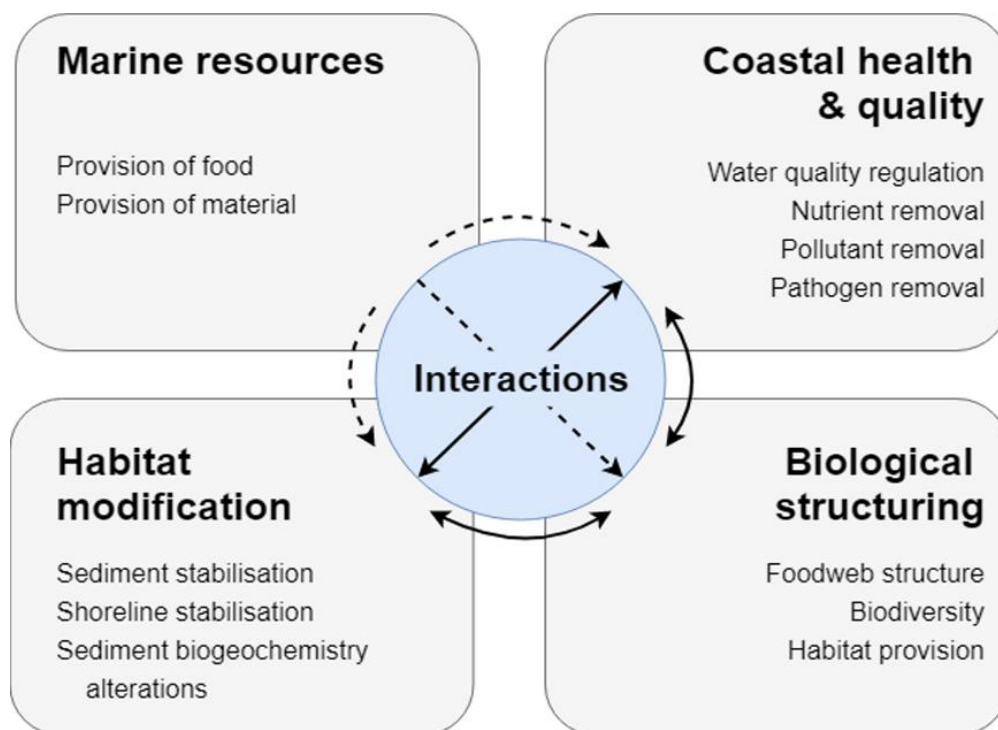 Marine resources
Provision of food
Provision of material
Coastal health
& quality
Water quality regulation
Nutrient removal
Pollutant removal
Pathogen removal
Interactions
Habitat
modification
Sediment stabilisation
Shoreline stabilisation
Sediment biogeochemistry
alterations
Biological
structuring
Foodweb structure
Biodiversity
Habitat provision